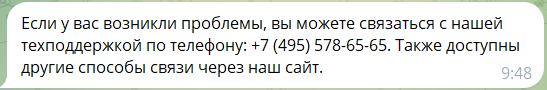 Если у вас возникли проблемы, вы можете связаться с нашей
техподдержкой по телефону: +7 (495) 578-65-65. Также доступны
другие способы связи через наш сайт.
9:48